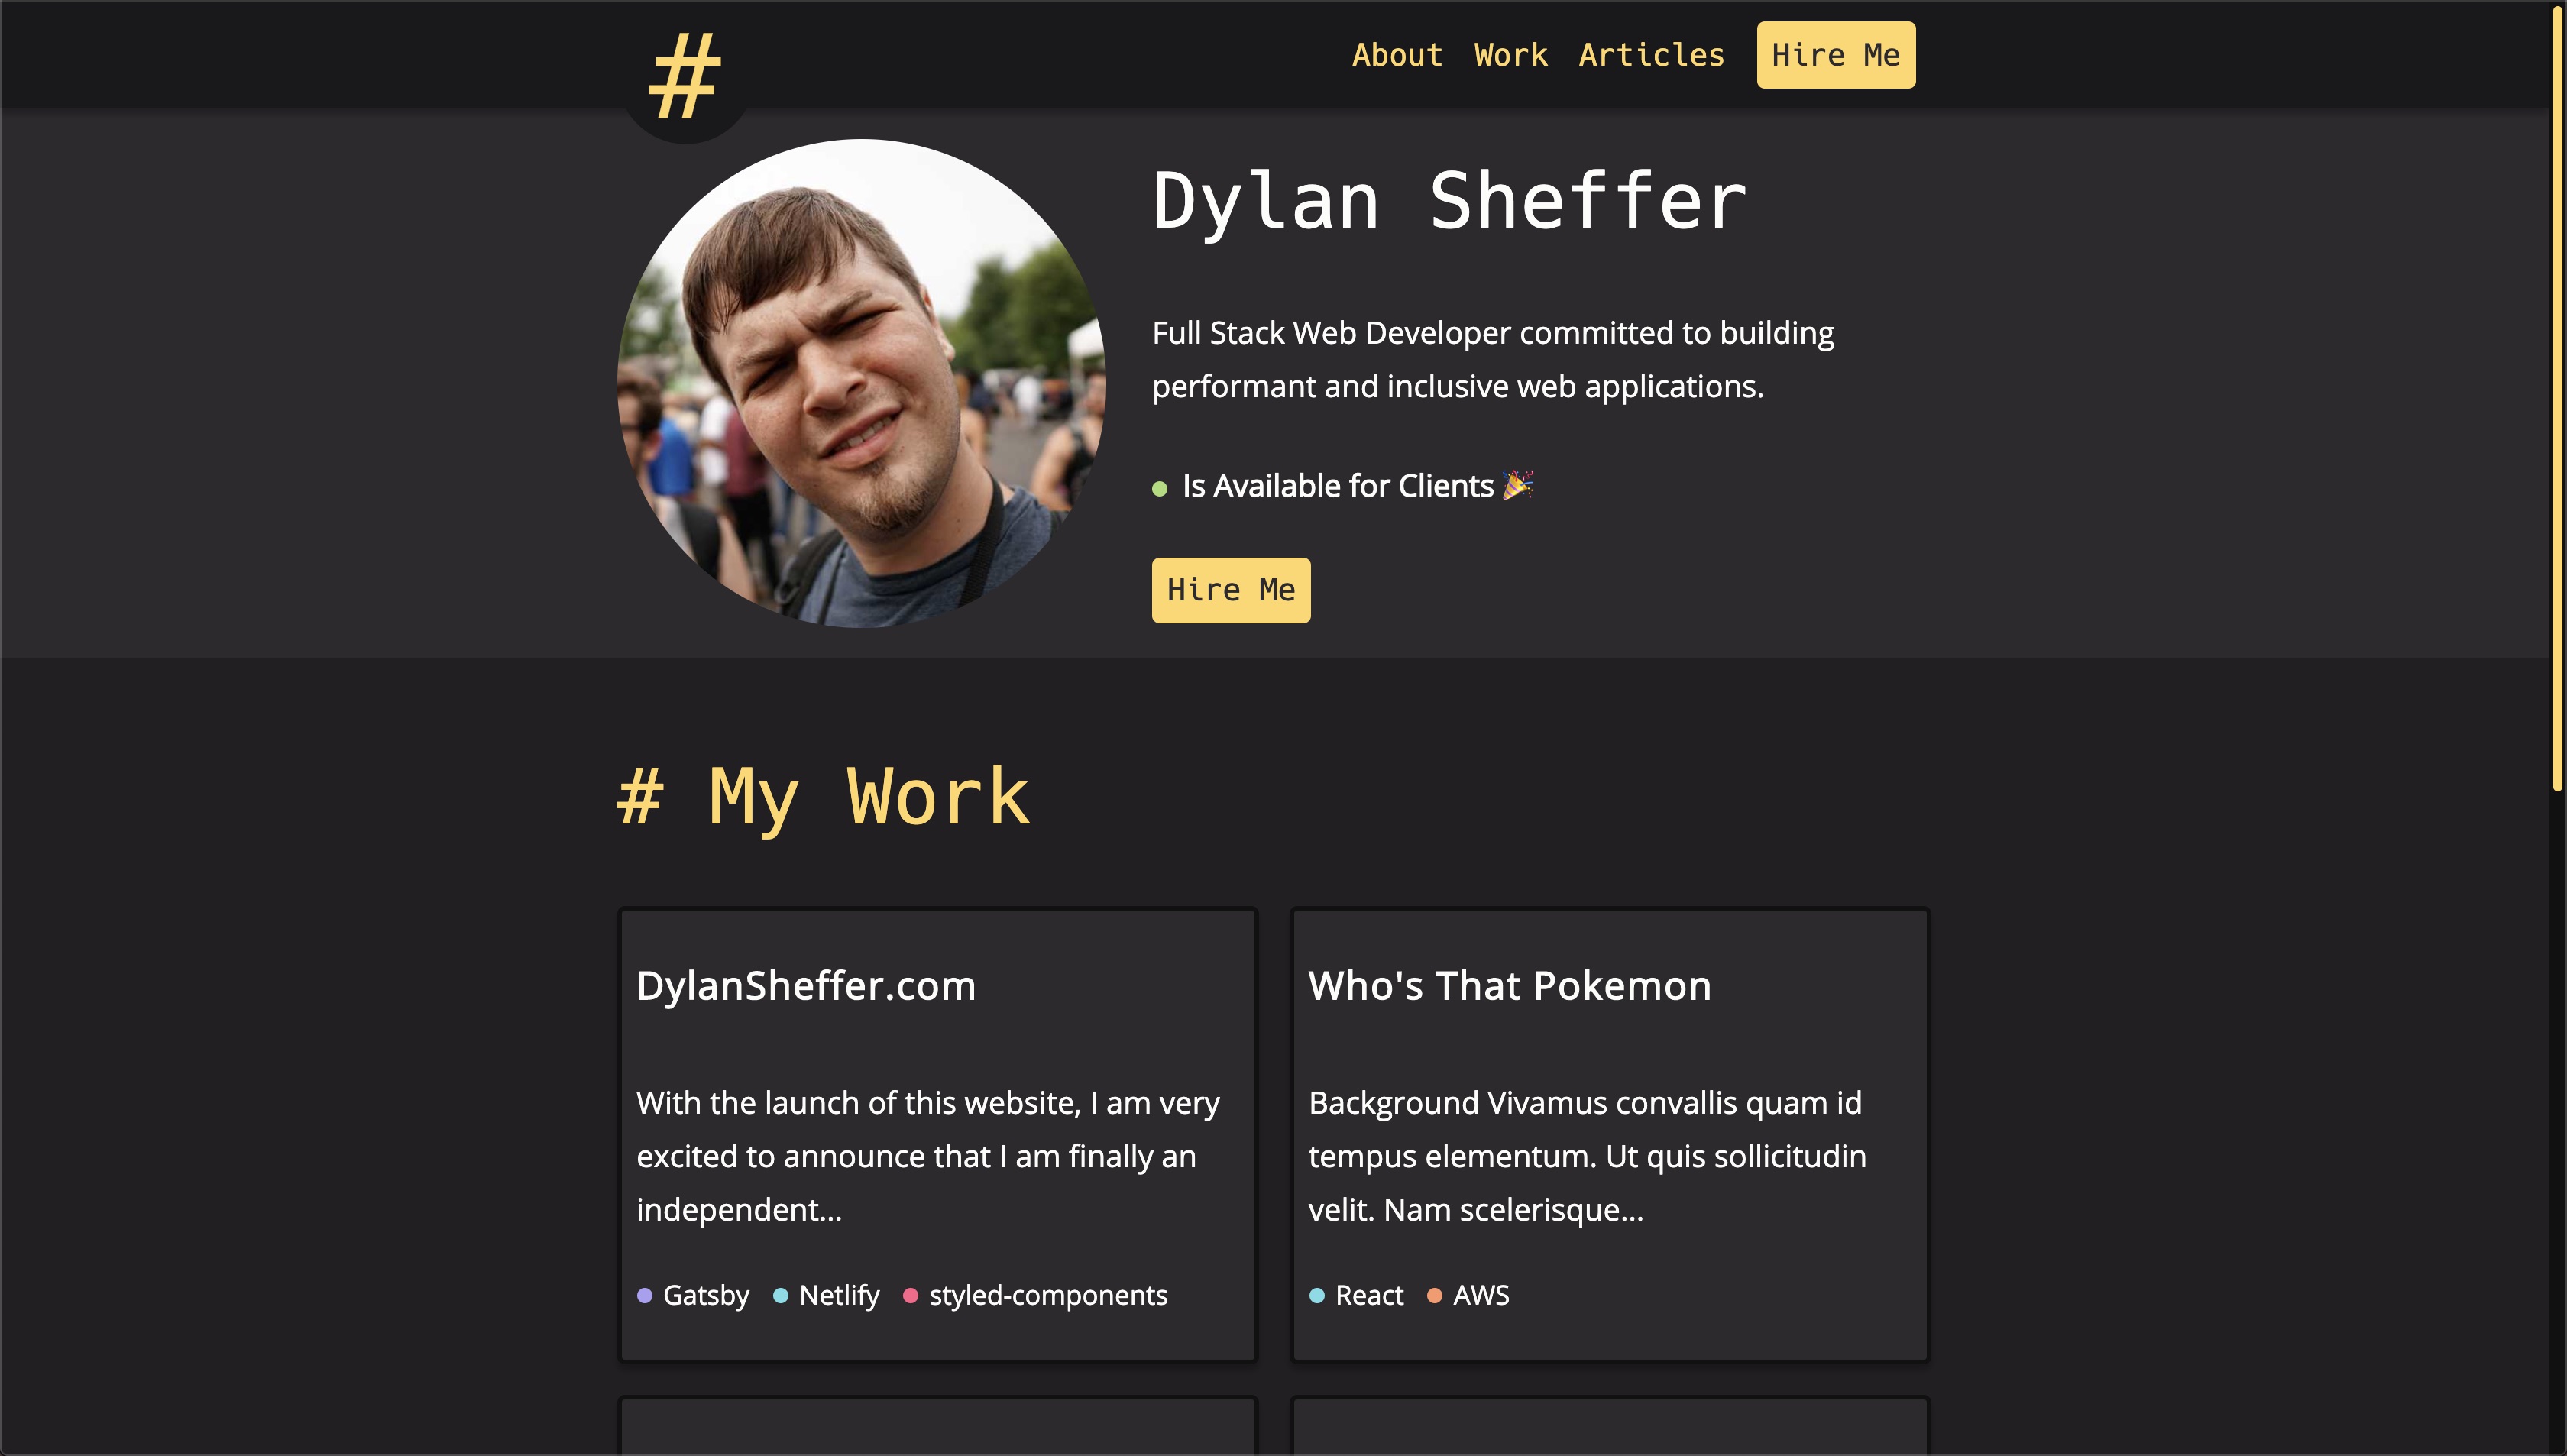 #
About Work Articles Hire Me
Dylan Sheffer
Full Stack Web Developer committed to building
performant and inclusive web applications.
Is Available for Clients 🎉
Hire Me
# My Work
DylanSheffer.com
With the launch of this website, I am very
excited to announce that I am finally an
independent...
Gatsby Netlify styled-components
Who's That Pokemon
Background Vivamus convallis quam id
tempus elementum. Ut quis sollicitudin
velit. Nam scelerisque...
React AWS